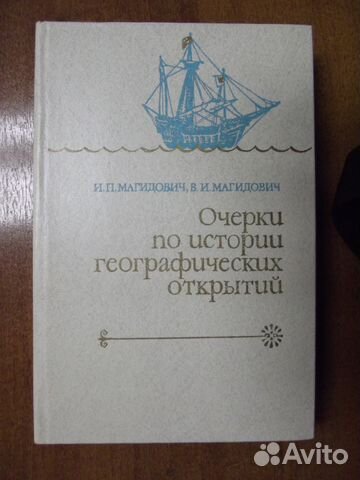 И. П. МАГИДОВИЧ, В. И. МАГИДОВИЧ
Очерки
по истории
географических
открытий
Avito